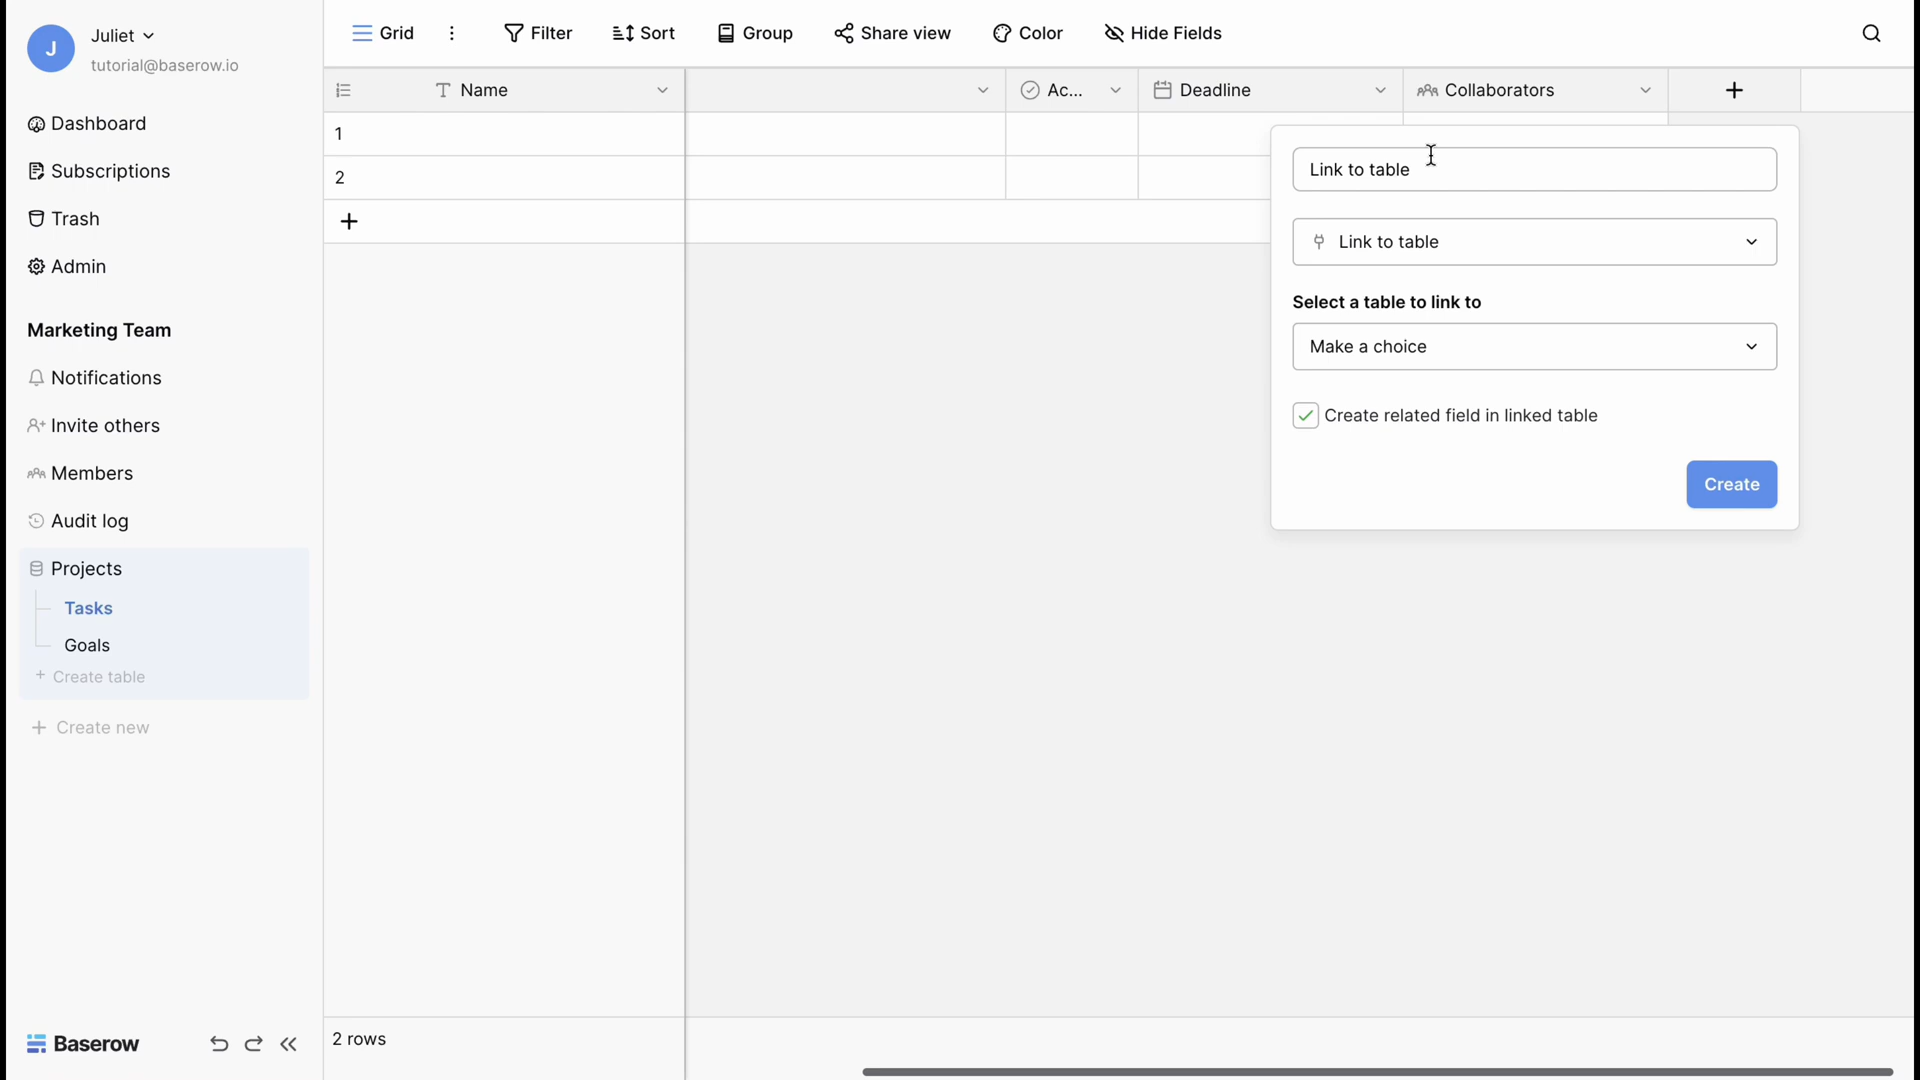 J
Juliet
tutorial@baserow.io
Dashboard
Subscriptions
Trash
Admin
Marketing Team
Notifications
Invite others
Members
Audit log
Projects
Tasks
Goals
+ Create table
+ Create new
Baserow
Grid
Filter
Sort
Group
Share view
Color
Hide Fields
Name
Ac...
Deadline
Collaborators
+
1
2
+
Link to table
Link to table
Select a table to link to
Make a choice
Create related field in linked table
Create
2 rows